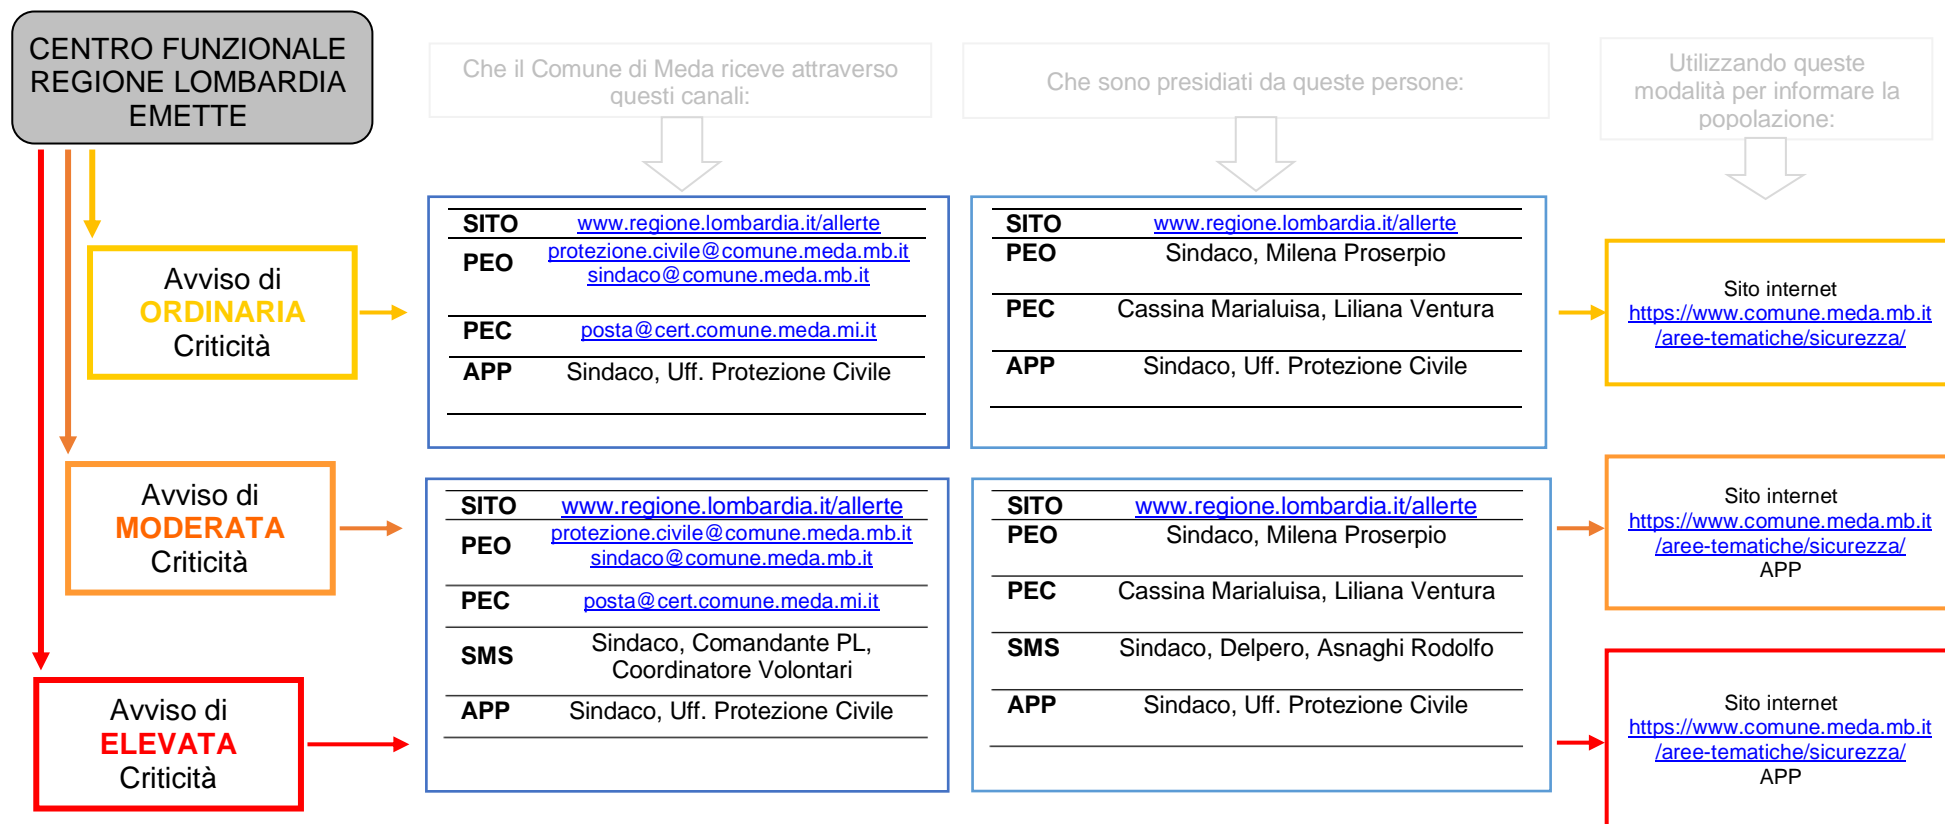 CENTRO FUNZIONALE
REGIONE LOMBARDIA
EMETTE
Che il Comune di Meda riceve attraverso
questi canali:
Che sono presidiati da queste persone:
Utilizzando queste
modalità per informare la
popolazione:
Avviso di
ORDINARIA
Criticità
SITO www.regione.lombardia.it/allerte
PEO protezione.civile@comune.meda.mb.it
sindaco@comune.meda.mb.it
PEC posta@cert.comune.meda.mi.it
APP Sindaco, Uff. Protezione Civile
SITO www.regione.lombardia.it/allerte
PEO Sindaco, Milena Proserpio
PEC Cassina Marialuisa, Liliana Ventura
APP Sindaco, Uff. Protezione Civile
Sito internet
https://www.comune.meda.mb.it
/aree-tematiche/sicurezza/
Avviso di
MODERATA
Criticità
Avviso di
ELEVATA
Criticità
SITO www.regione.lombardia.it/allerte
PEO protezione.civile@comune.meda.mb.it
sindaco@comune.meda.mb.it
PEC posta@cert.comune.meda.mi.it
SMS Sindaco, Comandante PL,
Coordinatore Volontari
APP Sindaco, Uff. Protezione Civile
SITO www.regione.lombardia.it/allerte
PEO Sindaco, Milena Proserpio
PEC Cassina Marialuisa, Liliana Ventura
SMS Sindaco, Delpero, Asnaghi Rodolfo
APP Sindaco, Uff. Protezione Civile
Sito internet
https://www.comune.meda.mb.it
/aree-tematiche/sicurezza/
APP
Sito internet
https://www.comune.meda.mb.it
/aree-tematiche/sicurezza/
APP